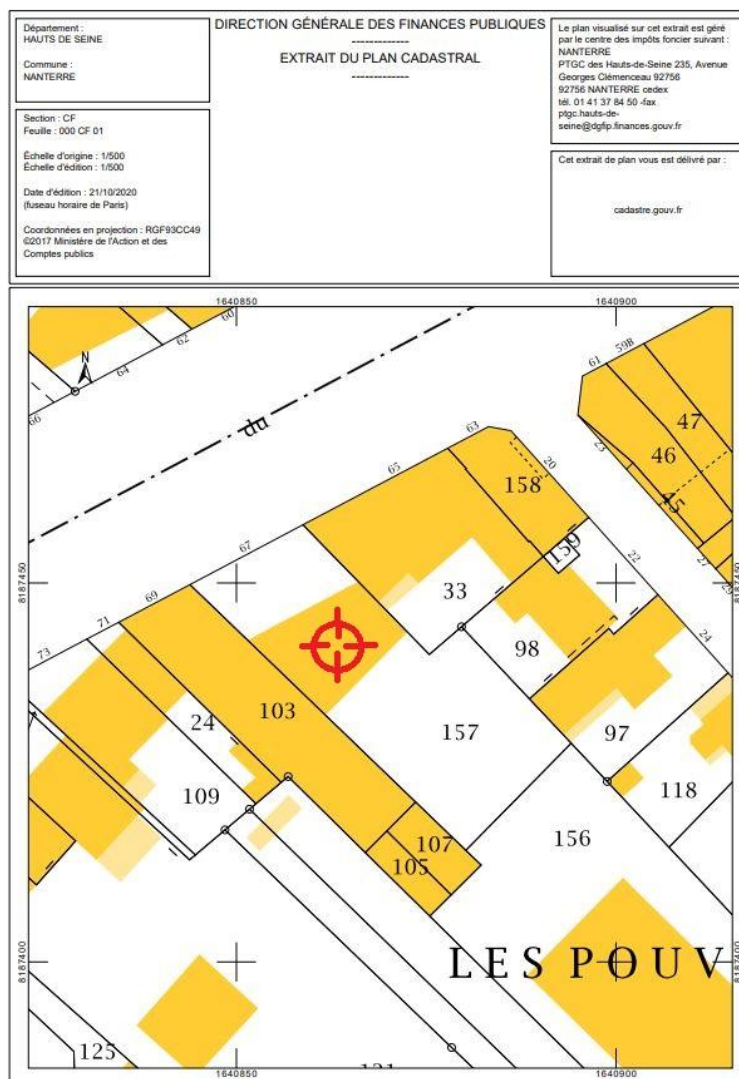 Département :
HAUTS DE SEINE
Commune :
NANTERRE
Section : CF
Feuille : 000 CF 01
Échelle d'origine : 1/500
Échelle d'édition : 1/500
Date d'édition : 21/10/2020
(fuseau horaire de Paris)
Coordonnées en projection : RGF93CC49
©2017 Ministère de l'Action et des
Comptes publics
DIRECTION GÉNÉRALE DES FINANCES PUBLIQUES
-------------
EXTRAIT DU PLAN CADASTRAL
-------------
Le plan visualisé sur cet extrait est géré
par le centre des impôts foncier suivant :
NANTERRE
PTGC des Hauts-de-Seine 235, Avenue
Georges Clémenceau 92756
92756 NANTERRE cedex
tél. 01 41 37 84 50 -fax
ptgc.hauts-de-
seine@dgfip.finances.gouv.fr
Cet extrait de plan vous est délivré par :
cadastre.gouv.fr
1640850
1640900
60
62
64
66
N
du
61
59B
47
46
45
23
27
29
63
65
67
69
71
73
20
22
24
158
159
33
98
97
118
8187450
8187450
103
24
109
157
156
107
105
LES POUV
8187400
8187400
125
1640850
1640900